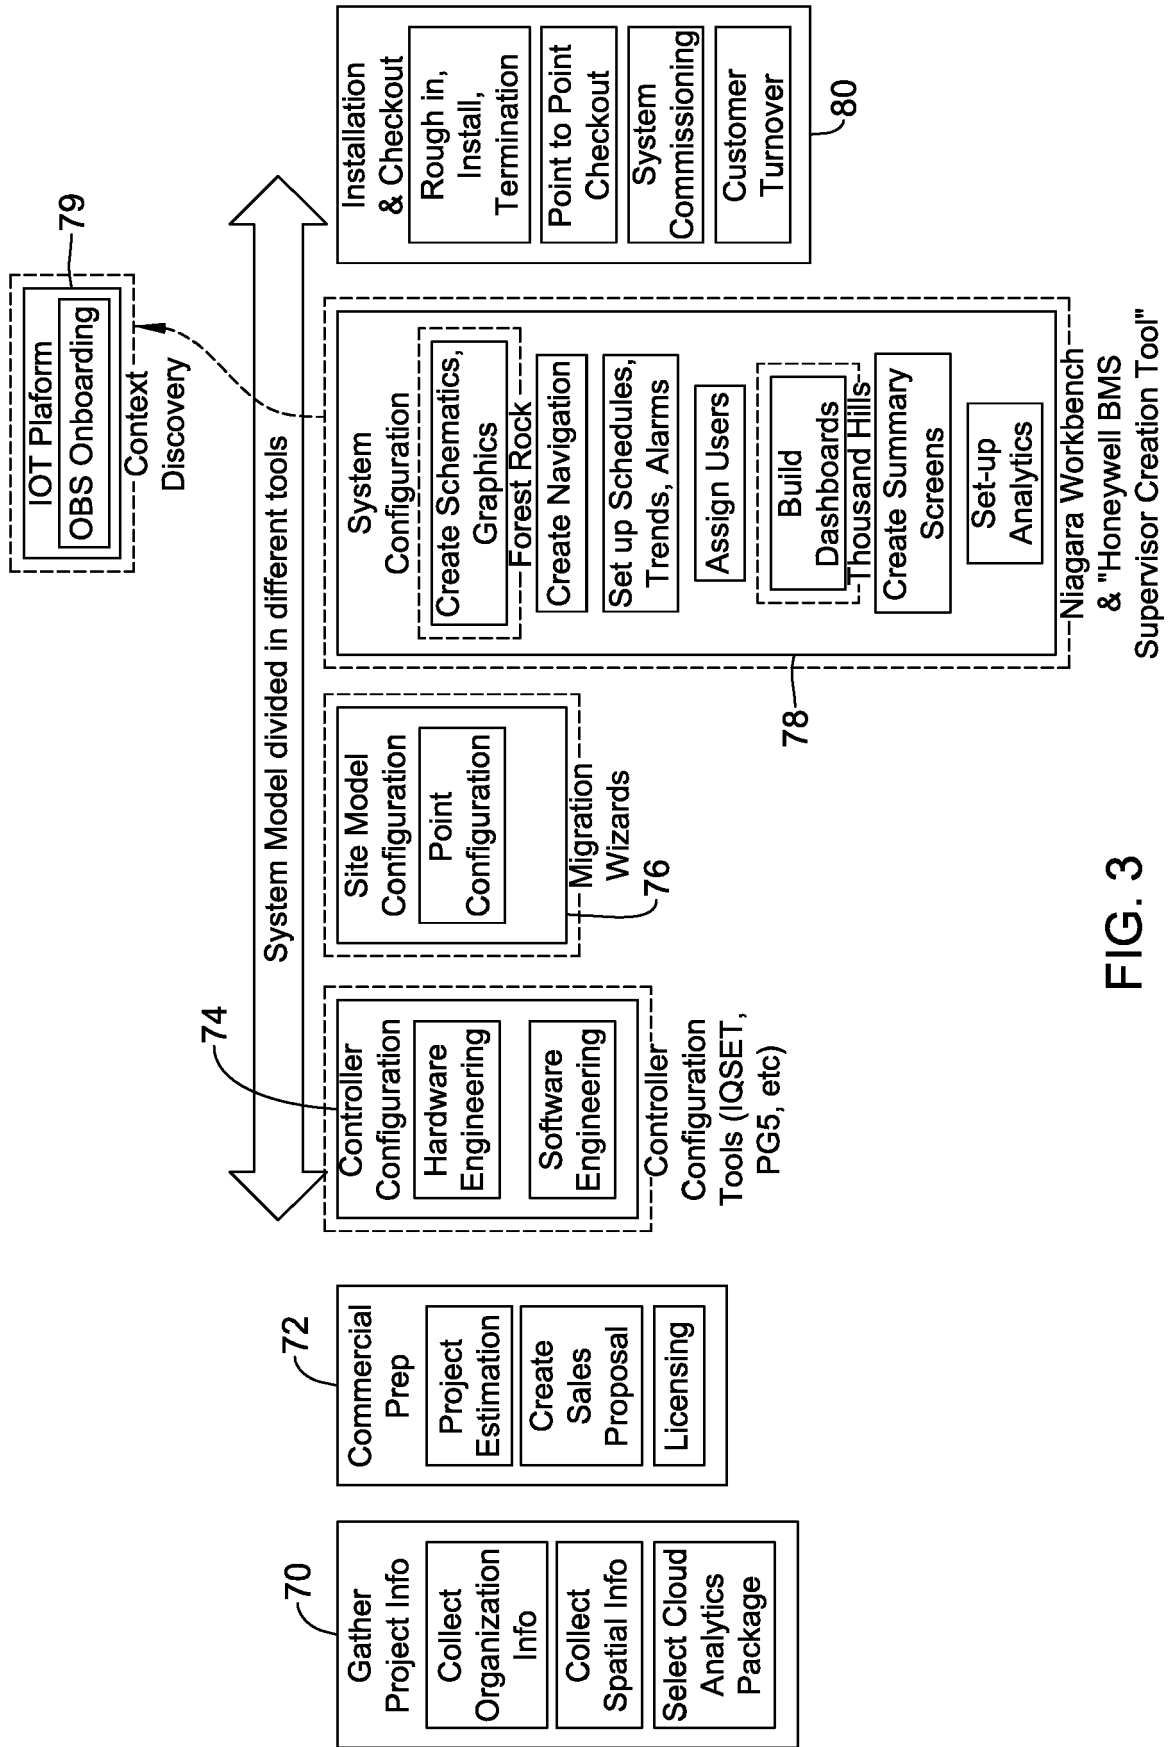 70
Gather
Project Info
Collect
Organization
Info
Collect
Spatial Info
Select Cloud
Analytics
Package
72
Commercial
Prep
Project
Estimation
Create
Sales
Proposal
Licensing
System Model divided in different tools
74
Controller
Configuration
Hardware
Engineering
Software
Engineering
Controller
Configuration
Tools (IQSET,
PG5, etc)
Site Model
Configuration
Point
Configuration
Migration
Wizards
76
System
Configuration
Create Schematics,
Graphics
Forest Rock
Create Navigation
Set up Schedules,
Trends, Alarms
Assign Users
Build
Dashboards
Thousand Hills
Create Summary
Screens
Set-up
Analytics
78
Niagara Workbench
& "Honeywell BMS
Supervisor Creation Tool"
79
IOT Plaform
OBS Onboarding
Context
Discovery
Installation
& Checkout
Rough in,
Install,
Termination
Point to Point
Checkout
System
Commissioning
Customer
Turnover
80
FIG. 3